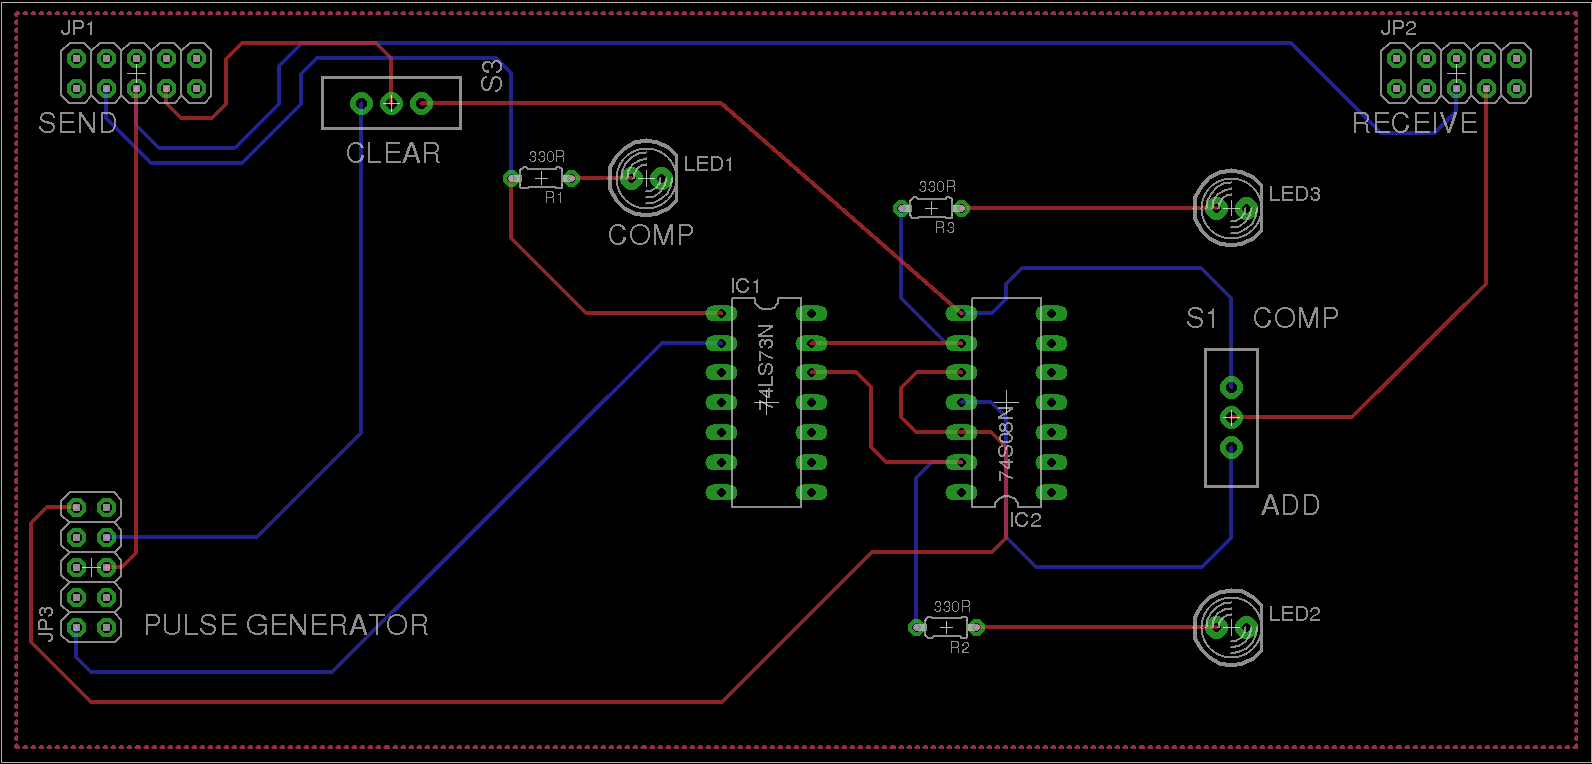 JP1
SEND
S3
CLEAR
JP2
RECEIVE
330R
R1
LED1
COMP
330R
R3
LED3
IC1
74LS73N
74S08N
IC2
S1
COMP
ADD
JP3
PULSE GENERATOR
330R
R2
LED2